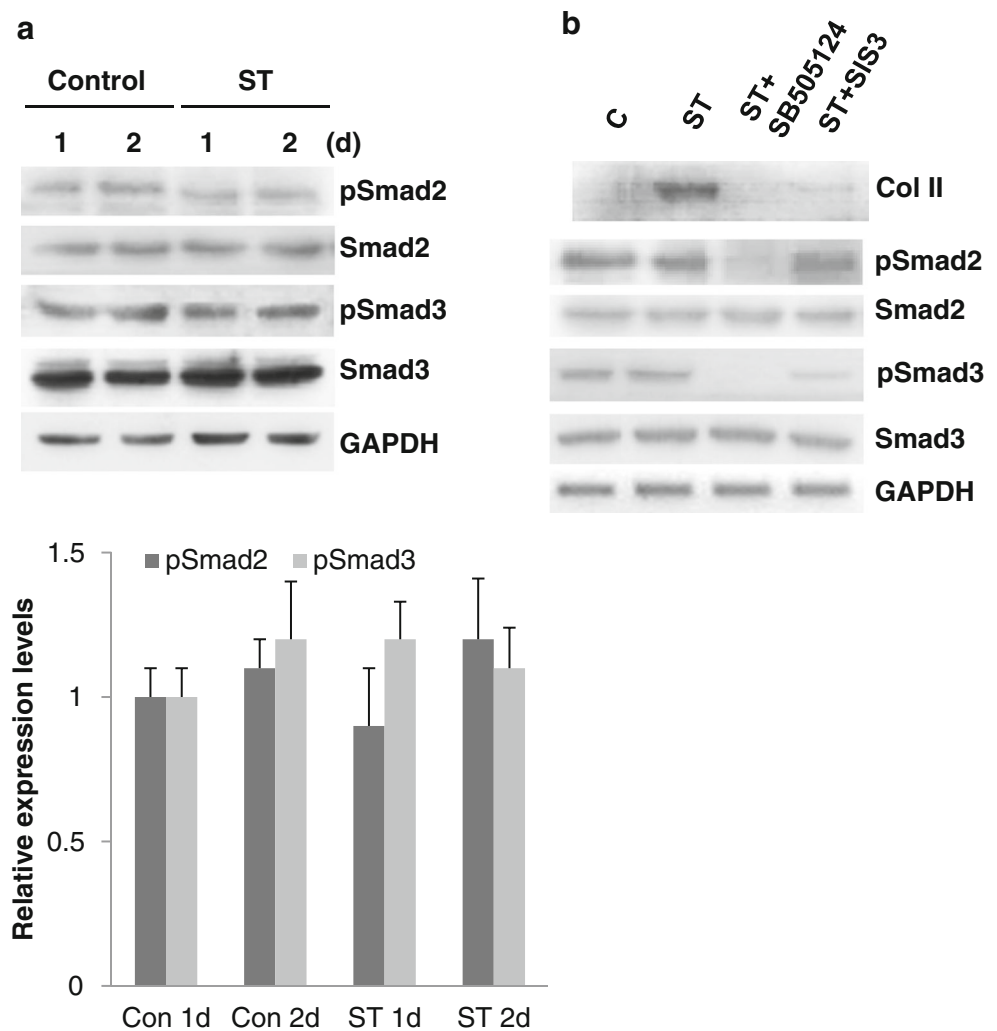 a
Control ST
1 2 1 2 (d)
pSmad2
Smad2
pSmad3
Smad3
GAPDH
1.5
1
0.5
0
Relative expression levels
pSmad2 pSmad3
Con 1d Con 2d ST 1d ST 2d
b
C ST ST+ SB505124 ST+SIS3
Col II
pSmad2
Smad2
pSmad3
Smad3
GAPDH